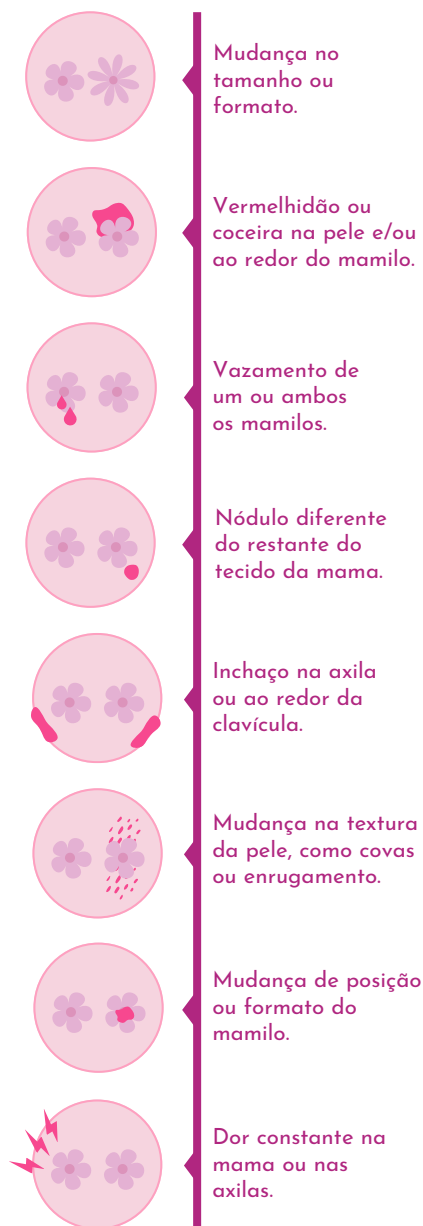 Mudança no
tamanho ou
formato.
Vermelhidão ou
coceira na pele e/ou
ao redor do mamilo.
Vazamento de
um ou ambos
os mamilos.
Nódulo diferente
do restante do
tecido da mama.
Inchaço na axila
ou ao redor da
clavícula.
Mudança na textura
da pele, como covas
ou enrugamento.
Mudança de posição
ou formato do
mamilo.
Dor constante na
mama ou nas
axilas.